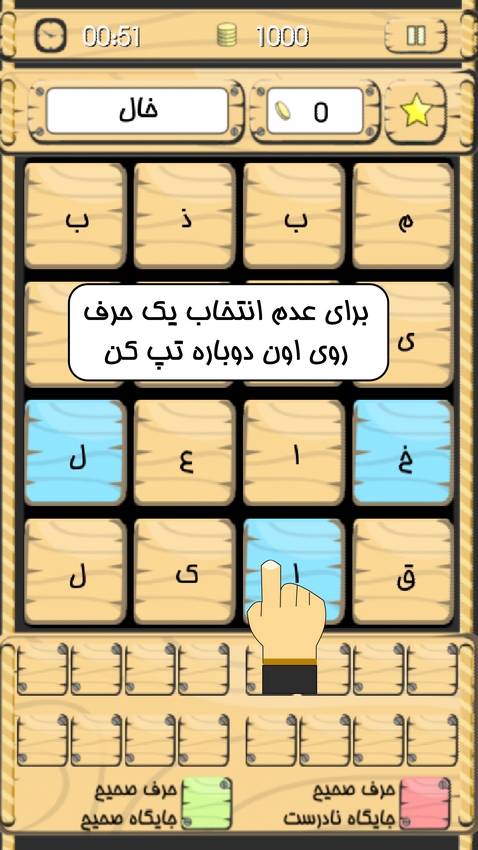 00:51
1000
خال
0
م ب ذ ب
برای عدم انتخاب یک حرف
روی اون دوباره تپ کن
ی
خ ا ع ل
ق ا ک ل
حرف صحیح
جایگاه نادرست
حرف صحیح
جایگاه صحیح